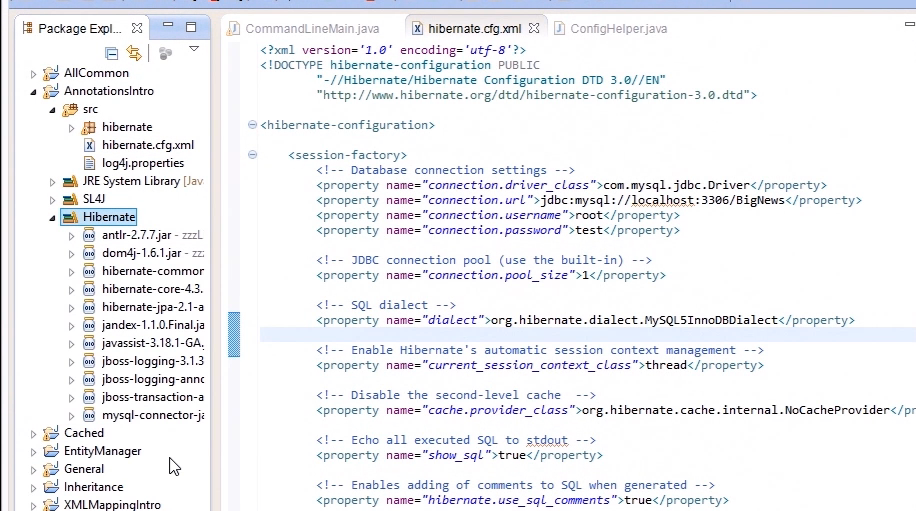 Package Expl...
AllCommon
AnnotationsIntro
src
hibernate
hibernate.cfg.xml
log4j.properties
JRE System Library [Jav
SL4J
Hibernate
antlr-2.7.7.jar - zzzL
dom4j-1.6.1.jar - zz
hibernate-common
hibernate-core-4.3.
hibernate-jpa-2.1-a
jandex-1.1.0.Final.ja
javassist-3.18.1-GA.
jboss-logging-3.1.3
jboss-logging-annc
jboss-transaction-a
mysql-connector-ja
Cached
EntityManager
General
Inheritance
XMLMappingIntro
CommandLineMain.java
hibernate.cfg.xml
ConfigHelper.java
<?xml version='1.0' encoding='utf-8'?>
<!DOCTYPE hibernate-configuration PUBLIC
"-//Hibernate/Hibernate Configuration DTD 3.0//EN"
"http://www.hibernate.org/dtd/hibernate-configuration-3.0.dtd">
<hibernate-configuration>
<session-factory>
<!-- Database connection settings -->
<property name="connection.driver_class">com.mysql.jdbc.Driver</property>
<property name="connection.url">jdbc:mysql://localhost:3306/BigNews</property>
<property name="connection.username">root</property>
<property name="connection.password">test</property>
<!-- JDBC connection pool (use the built-in) -->
<property name="connection.pool_size">1</property>
<!-- SQL dialect -->
<property name="dialect">org.hibernate.dialect.MySQL5InnoDBDialect</property>
<!-- Enable Hibernate's automatic session context management -->
<property name="current_session_context_class">thread</property>
<!-- Disable the second-level cache  -->
<property name="cache.provider_class">org.hibernate.cache.internal.NoCacheProvider</pr
<!-- Echo all executed SQL to stdout -->
<property name="show_sql">true</property>
<!-- Enables adding of comments to SQL when generated -->
<property name="hibernate.use_sql_comments">true</property>